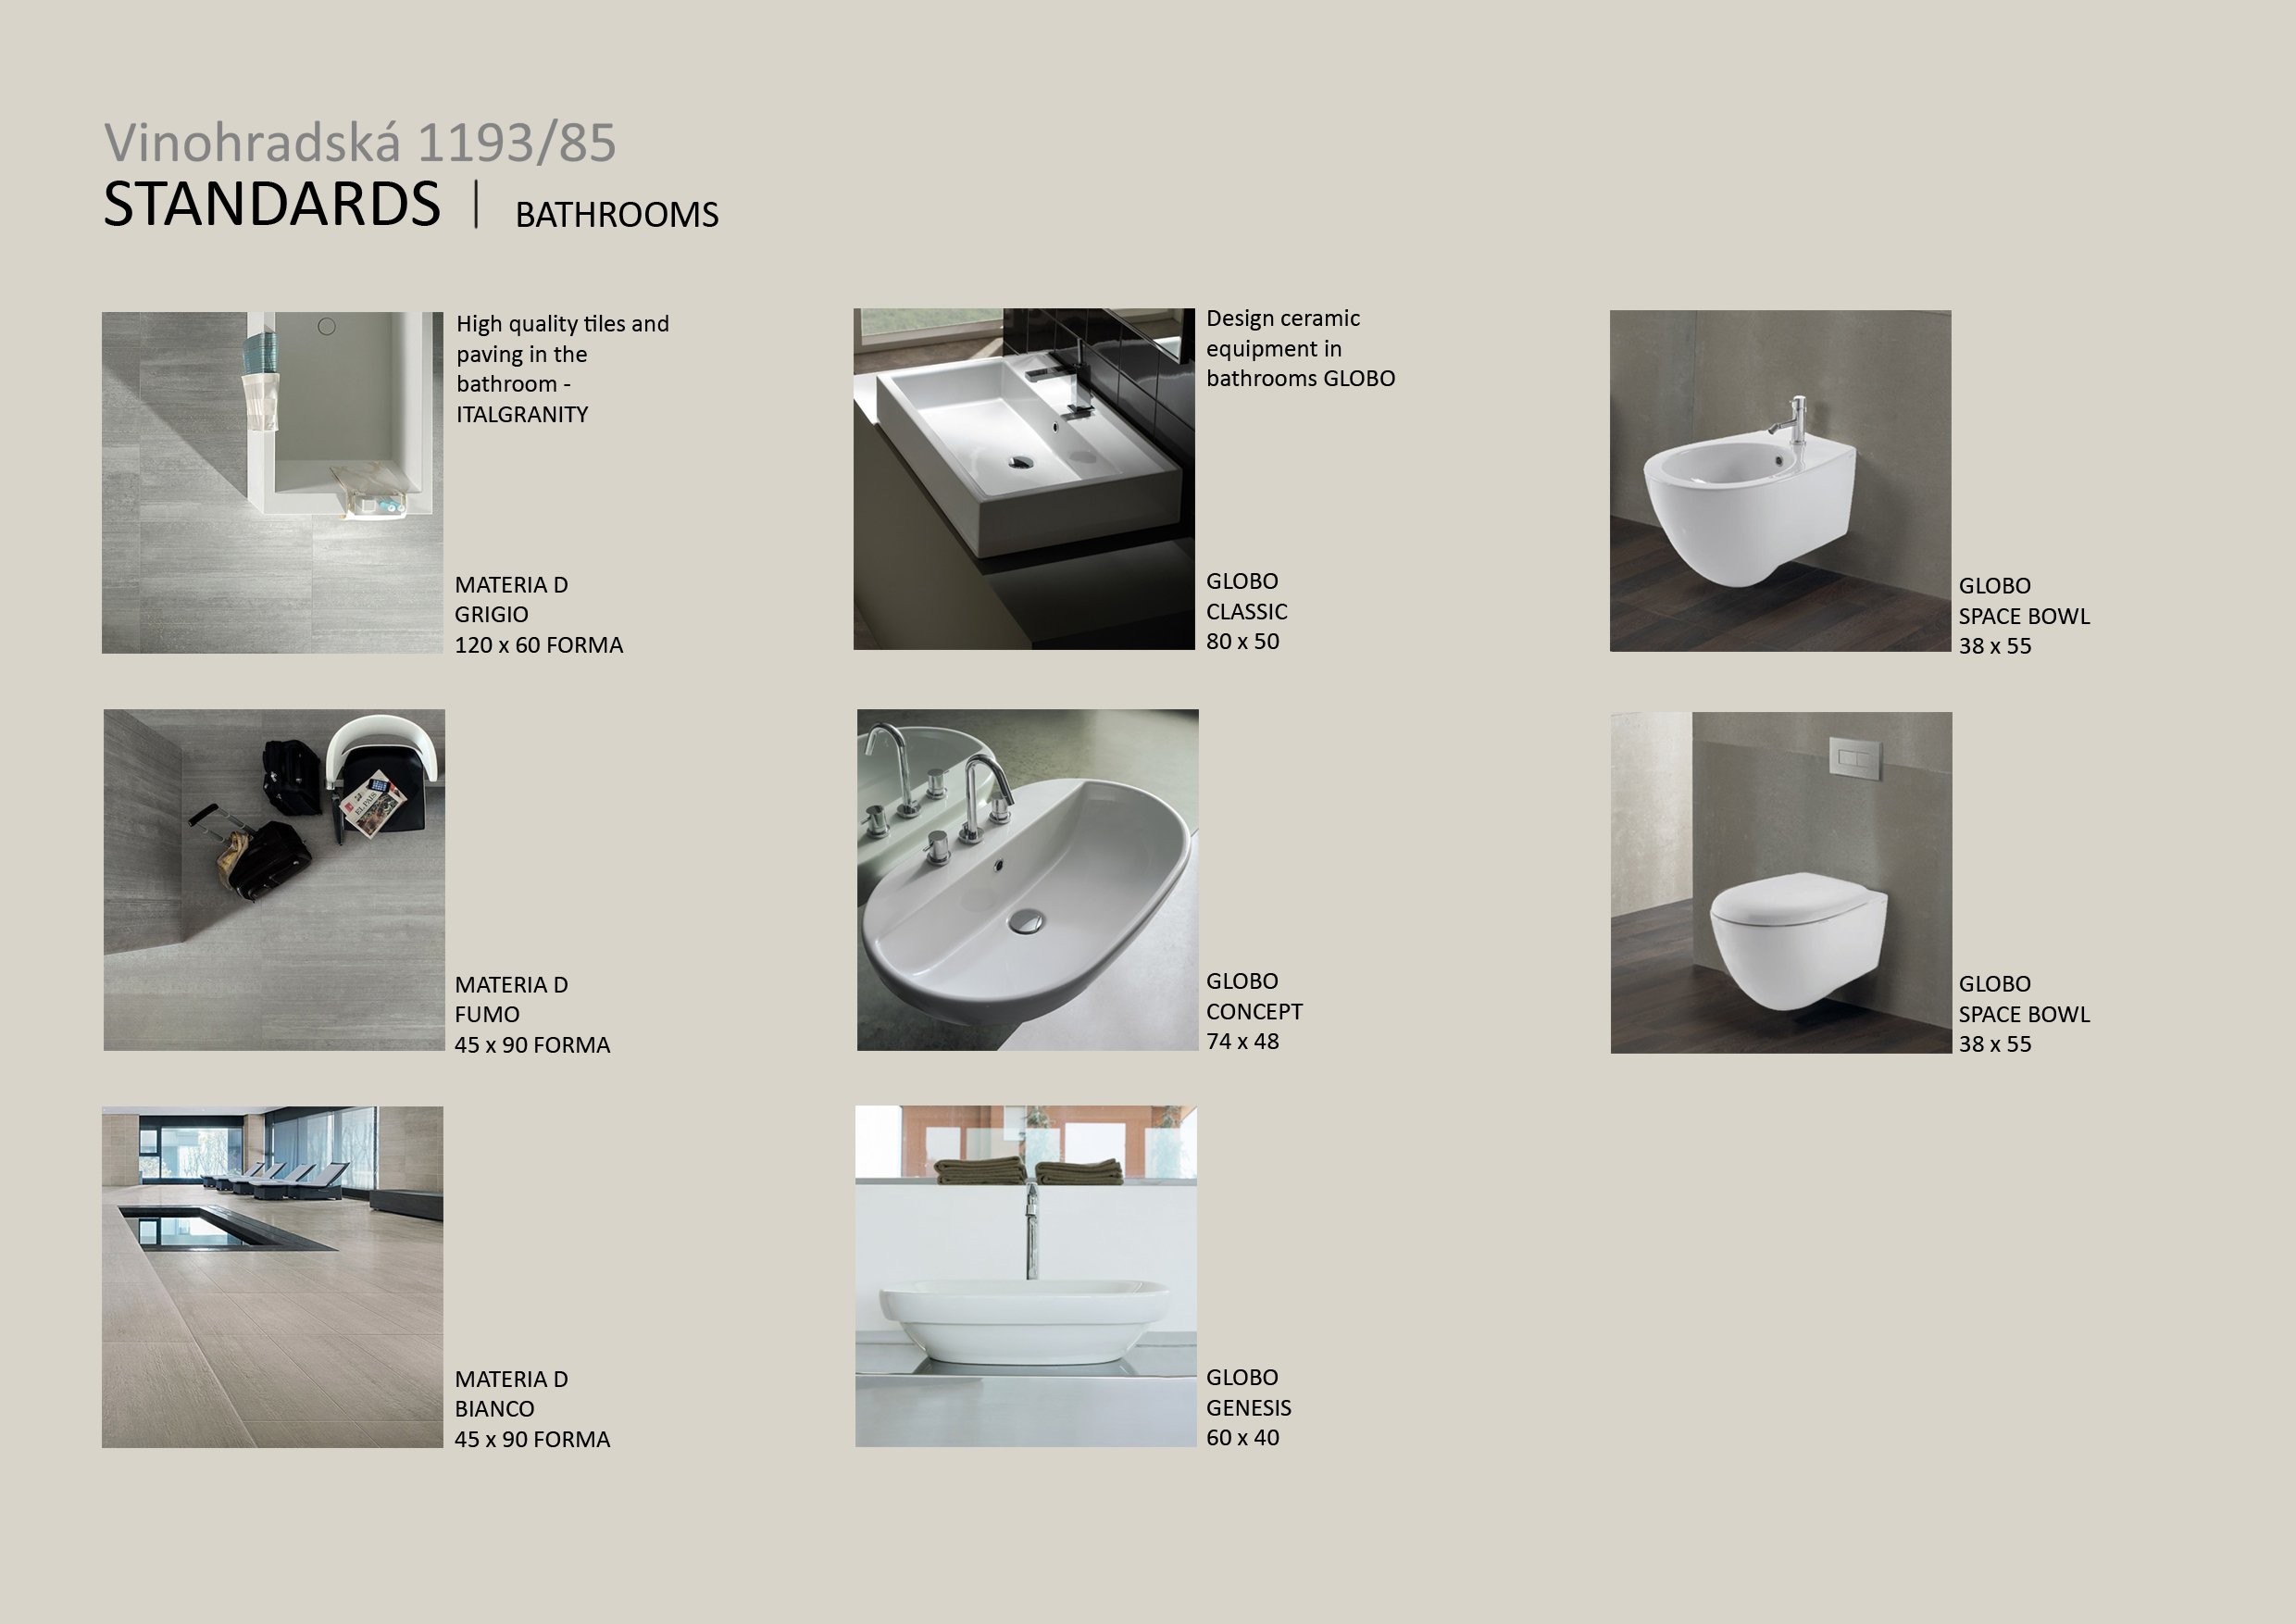 Vinohradská 1193/85
STANDARDS | BATHROOMS
High quality tiles and
paving in the
bathroom -
ITALGRANITY
MATERIA D
GRIGIO
120 x 60 FORMA
Design ceramic
equipment in
bathrooms GLOBO
GLOBO
CLASSIC
80 x 50
GLOBO
SPACE BOWL
38 x 55
EL PAIS
MATERIA D
FUMO
45 x 90 FORMA
GLOBO
CONCEPT
74 x 48
GLOBO
SPACE BOWL
38 x 55
MATERIA D
BIANCO
45 x 90 FORMA
GLOBO
GENESIS
60 x 40